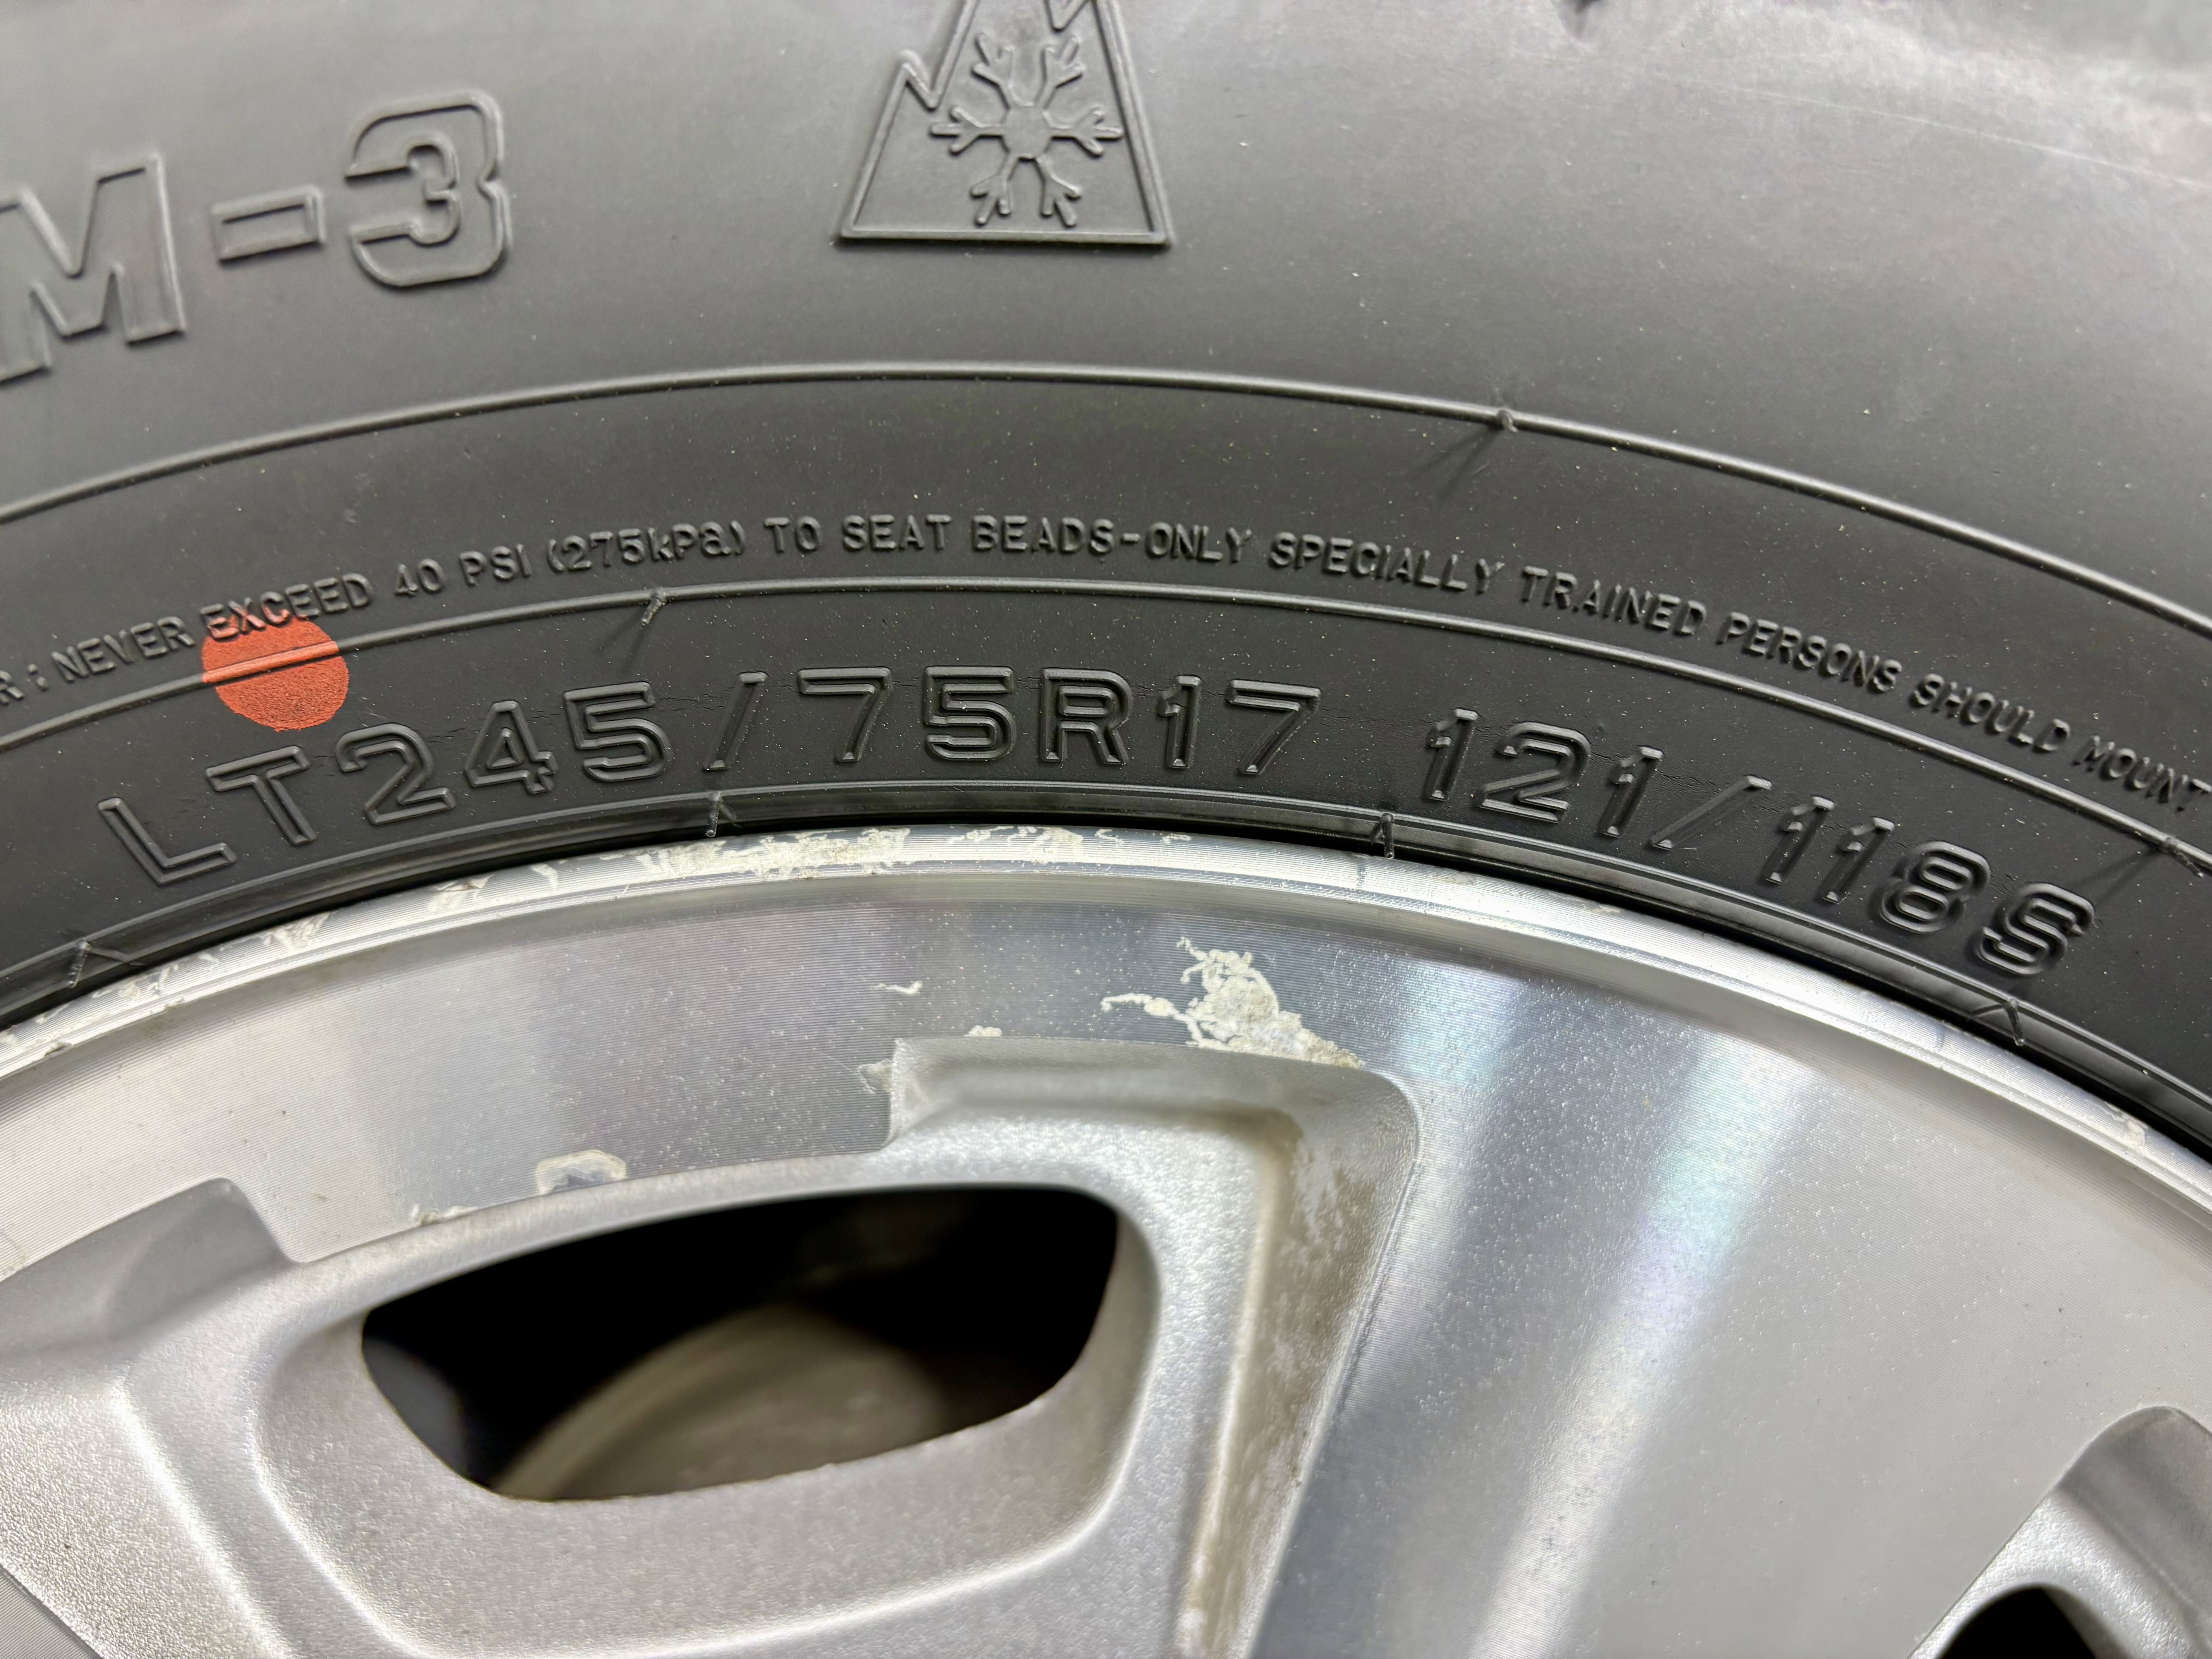 M-3
R : NEVER EXCEED 40 PSI (275kPa) TO SEAT BEADS-ONLY SPECIALLY TRAINED PERSONS SHOULD MOUNT
LT245/75R17 121/118S